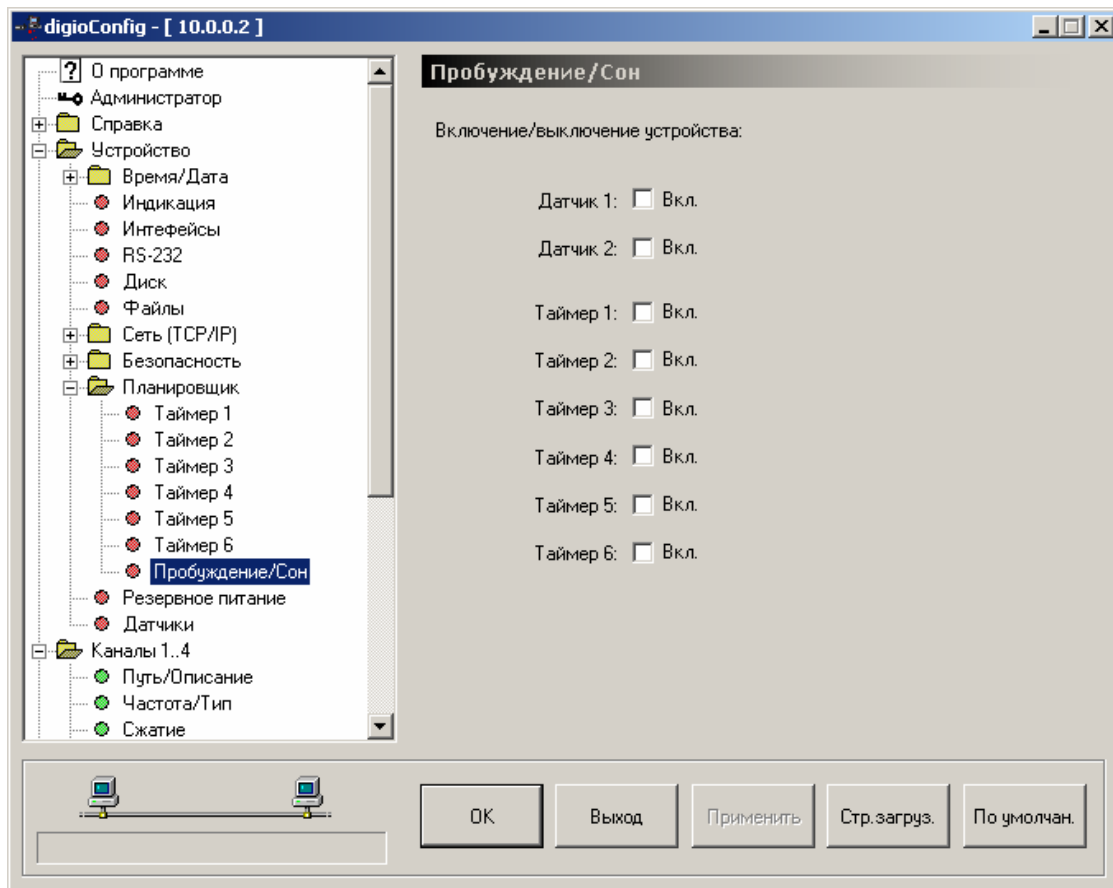 digioConfig - [ 10.0.0.2 ]
О программе
Администратор
Справка
Устройство
Время/Дата
Индикация
Интефейсы
RS-232
Диск
Файлы
Сеть (TCP/IP)
Безопасность
Планировщик
Таймер 1
Таймер 2
Таймер 3
Таймер 4
Таймер 5
Таймер 6
Пробуждение/Сон
Резервное питание
Датчики
Каналы 1..4
Путь/Описание
Частота/Тип
Сжатие
Пробуждение/Сон
Включение/выключение устройства:
Датчик 1: Вкл.
Датчик 2: Вкл.
Таймер 1: Вкл.
Таймер 2: Вкл.
Таймер 3: Вкл.
Таймер 4: Вкл.
Таймер 5: Вкл.
Таймер 6: Вкл.
OK
Выход
Применить
Стр.загруз.
По умолчан.